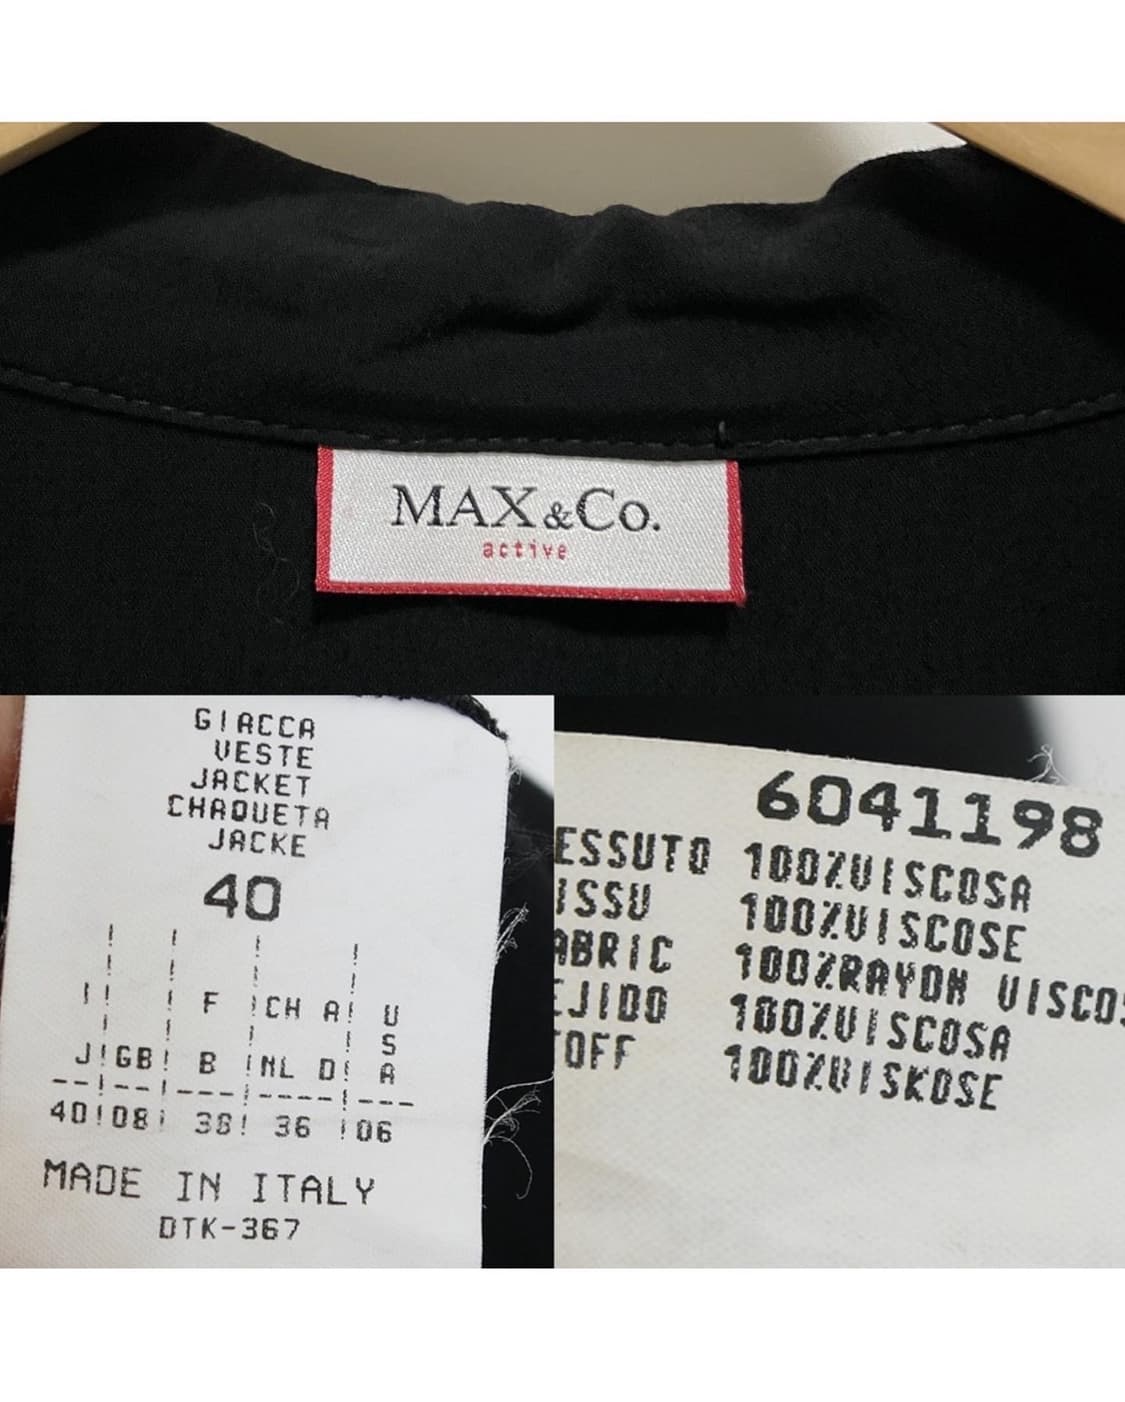 MAX&Co.
active
GIACCA
VESTE
JACKET
CHAQUETA
JACKE
40
I F CH A U
S
J GB B NL D A
40 08 38 36 06
MADE IN ITALY
DTK-367
6041198
ESSUTO 100%VISCOSA
ISSU 100%VISCOSE
ABRIC 100%RAYON VISCOS
EJIDO 100%VISCOSA
TOFF 100%VISKOSE